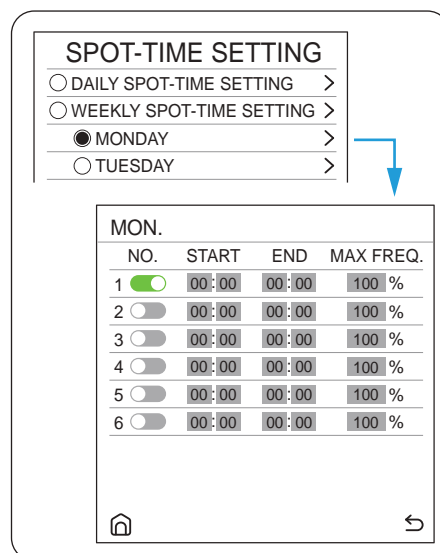 SPOT-TIME SETTING
DAILY SPOT-TIME SETTING >
WEEKLY SPOT-TIME SETTING >
MONDAY >
TUESDAY >
MON.
NO. START END MAX FREQ.
1 00:00 00:00 100 %
2 00:00 00:00 100 %
3 00:00 00:00 100 %
4 00:00 00:00 100 %
5 00:00 00:00 100 %
6 00:00 00:00 100 %